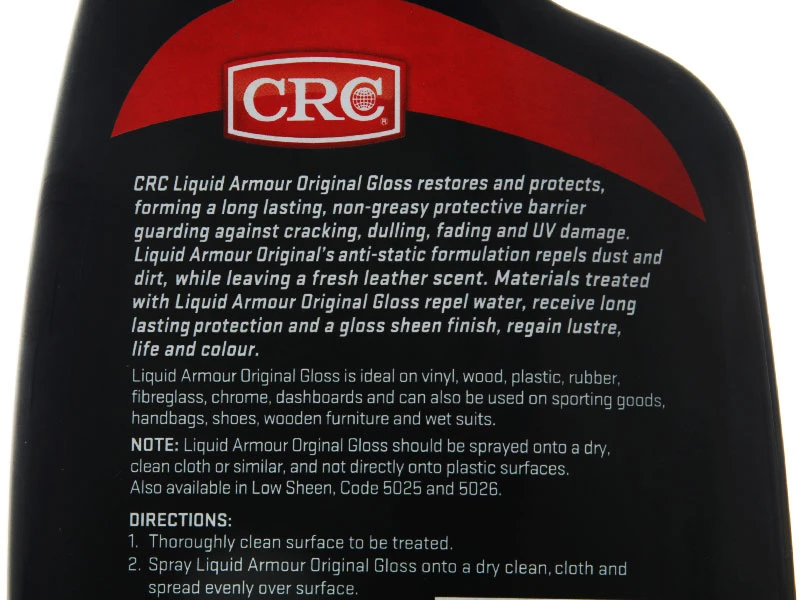 CRC®
CRC Liquid Armour Original Gloss restores and protects,
forming a long lasting, non-greasy protective barrier
guarding against cracking, dulling, fading and UV damage.
Liquid Armour Original's anti-static formulation repels dust and
dirt, while leaving a fresh leather scent. Materials treated
with Liquid Armour Original Gloss repel water, receive long
lasting protection and a gloss sheen finish, regain lustre,
life and colour.
Liquid Armour Original Gloss is ideal on vinyl, wood, plastic, rubber,
fibreglass, chrome, dashboards and can also be used on sporting goods,
handbags, shoes, wooden furniture and wet suits.
NOTE: Liquid Armour Orginal Gloss should be sprayed onto a dry,
clean cloth or similar, and not directly onto plastic surfaces.
Also available in Low Sheen, Code 5025 and 5026.
DIRECTIONS:
1. Thoroughly clean surface to be treated.
2. Spray Liquid Armour Original Gloss onto a dry clean, cloth and
spread evenly over surface.